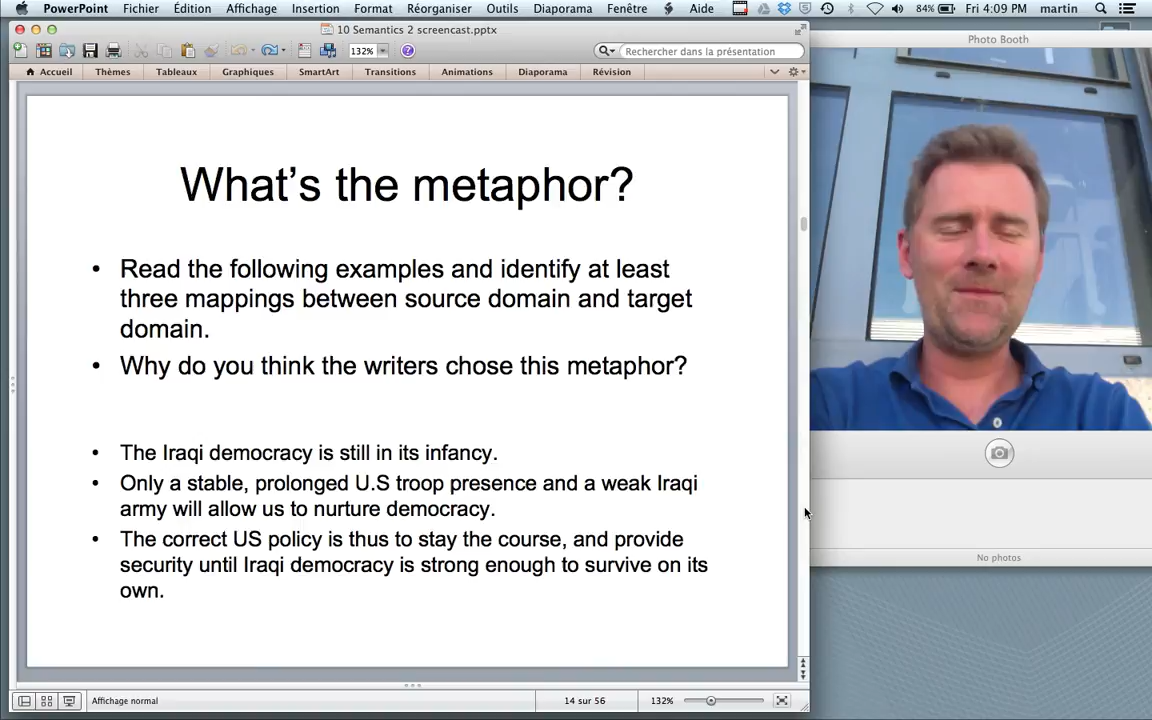 PowerPoint Fichier Édition Affichage Insertion Format Réorganiser Outils Diaporama Fenêtre Aide 84% Fri 4:09 PM martin
10 Semantics 2 screencast.pptx
Photo Booth
132%
Rechercher dans la présentation
Accueil Thèmes Tableaux Graphiques SmartArt Transitions Animations Diaporama Révision
What's the metaphor?
• Read the following examples and identify at least
three mappings between source domain and target
domain.
• Why do you think the writers chose this metaphor?
• The Iraqi democracy is still in its infancy.
• Only a stable, prolonged U.S troop presence and a weak Iraqi
army will allow us to nurture democracy.
• The correct US policy is thus to stay the course, and provide
security until Iraqi democracy is strong enough to survive on its
own.
No photos
Affichage normal 14 sur 56 132%